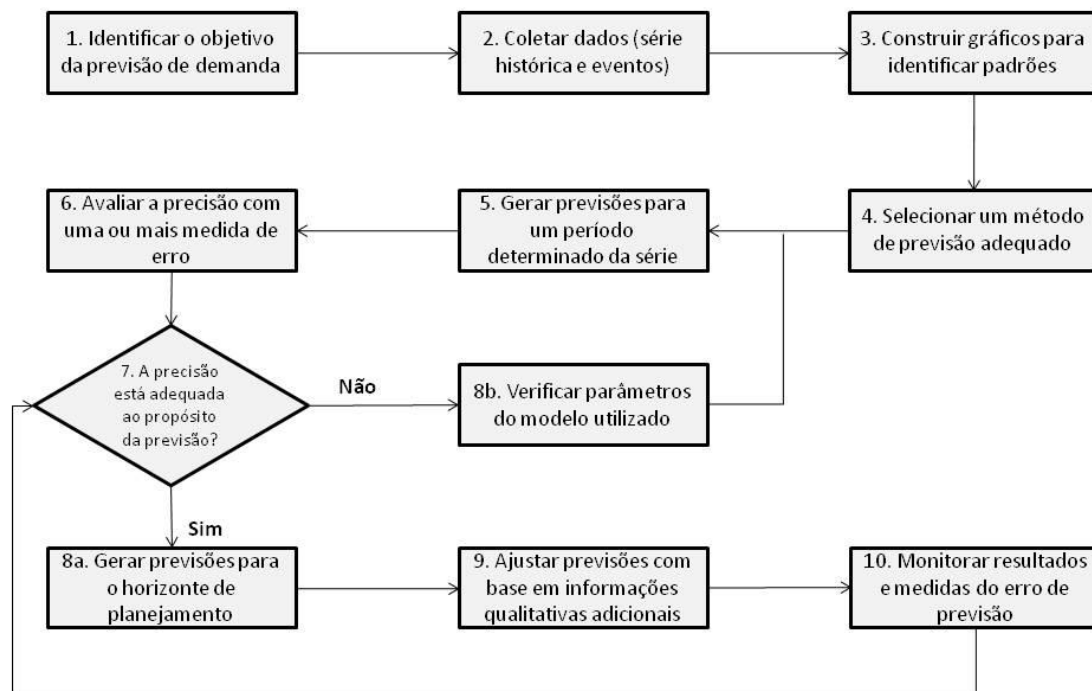 1. Identificar o objetivo
da previsão de demanda
2. Coletar dados (série
histórica e eventos)
3. Construir gráficos para
identificar padrões
4. Selecionar um método
de previsão adequado
5. Gerar previsões para
um período
determinado da série
6. Avaliar a precisão com
uma ou mais medida de
erro
7. A precisão
está adequada
ao propósito
da previsão?
Não
8b. Verificar parâmetros
do modelo utilizado
Sim
8a. Gerar previsões para
o horizonte de
planejamento
9. Ajustar previsões com
base em informações
qualitativas adicionais
10. Monitorar resultados
e medidas do erro de
previsão